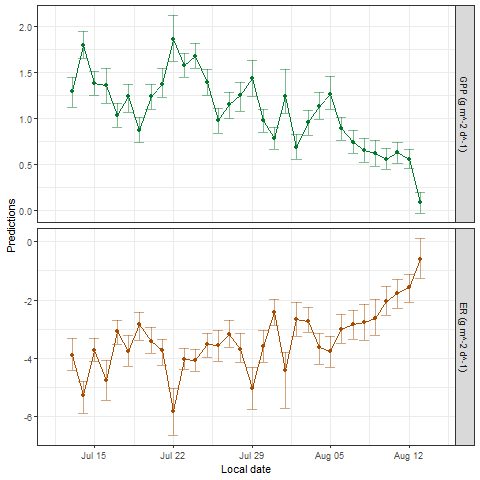 2.0
1.5
1.0
0.5
0.0
GPP (g m^-2 d^-1)
Predictions
0
-2
-4
-6
ER (g m^-2 d^-1)
Jul 15
Jul 22
Jul 29
Aug 05
Aug 12
Local date